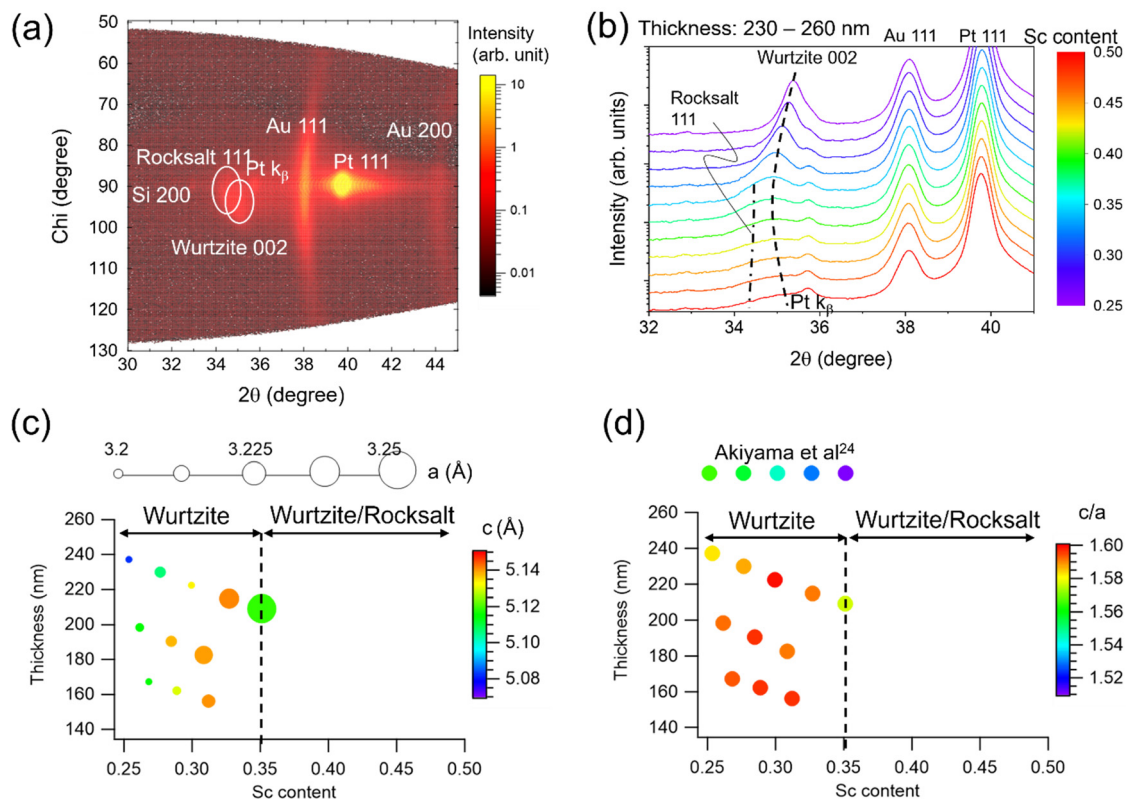 (a)
Intensity
(arb. unit)
50
60
70
80
90
100
110
120
130
Chi (degree)
30
32
34
36
38
40
42
44
2θ (degree)
Au 111
Au 200
Rocksalt 111
Pt kβ
Pt 111
Si 200
Wurtzite 002
10
1
0.1
0.01
(b)
Thickness: 230 – 260 nm
Au 111
Pt 111
Sc content
Wurtzite 002
Rocksalt
111
Pt kβ
Intensity (arb. units)
32
34
36
38
40
2θ (degree)
0.50
0.45
0.40
0.35
0.30
0.25
(c)
3.2
3.225
3.25
a (Å)
Wurtzite
Wurtzite/Rocksalt
c (Å)
260
240
220
200
180
160
140
Thickness (nm)
0.25
0.30
0.35
0.40
0.45
0.50
Sc content
5.14
5.12
5.10
5.08
(d)
Akiyama et al24
Wurtzite
Wurtzite/Rocksalt
c/a
260
240
220
200
180
160
140
Thickness (nm)
0.25
0.30
0.35
0.40
0.45
0.50
Sc content
1.60
1.58
1.56
1.54
1.52